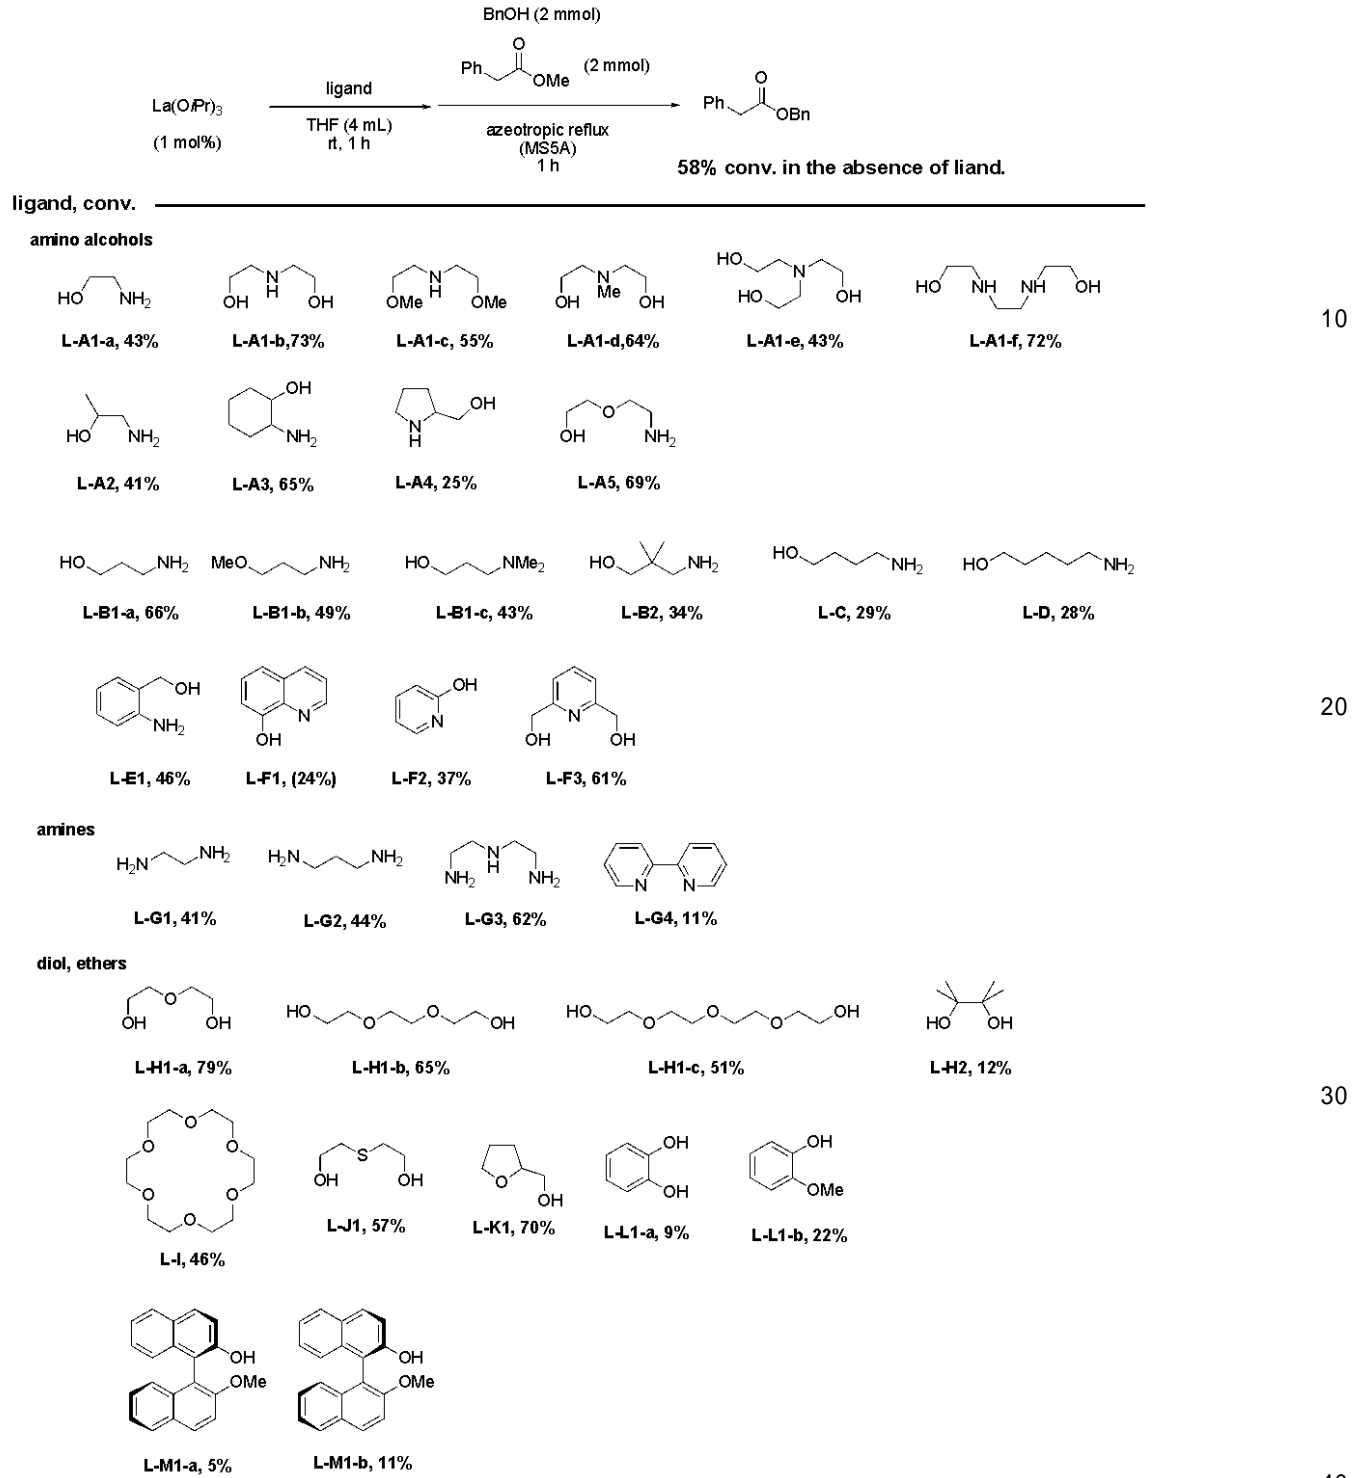 BnOH (2 mmol)
O
Ph
OMe
(2 mmol)
La(OiPr)3
(1 mol%)
ligand
THF (4 mL)
rt, 1 h
azeotropic reflux
(MS5A)
1 h
O
Ph
OBn
58% conv. in the absence of liand.
ligand, conv.
amino alcohols
HO NH2
OH N H OH
OMe N H OMe
OH N Me OH
HO N HO OH
HO NH NH OH
10
L-A1-a, 43% L-A1-b,73% L-A1-c, 55% L-A1-d,64% L-A1-e, 43% L-A1-f, 72%
HO NH2
OH NH2
N H OH
OH O NH2
L-A2, 41% L-A3, 65% L-A4, 25% L-A5, 69%
HO NH2 MeO NH2 HO NMe2 HO NH2 HO NH2 HO NH2
L-B1-a, 66% L-B1-b, 49% L-B1-c, 43% L-B2, 34% L-C, 29% L-D, 28%
OH NH2
N OH
OH N
N OH OH
20
L-E1, 46% L-F1, (24%) L-F2, 37% L-F3, 61%
amines
H2N NH2
H2N NH2
NH2 N H NH2
N N
L-G1, 41% L-G2, 44% L-G3, 62% L-G4, 11%
diol, ethers
OH O OH
HO O O OH
HO O O O OH
HO OH
L-H1-a, 79% L-H1-b, 65% L-H1-c, 51% L-H2, 12%
30
O O O O O O
OH S OH
O OH
OH OH
OH OMe
L-J1, 57% L-K1, 70% L-L1-a, 9% L-L1-b, 22%
L-I, 46%
OH OMe
OH OMe
L-M1-a, 5% L-M1-b, 11%